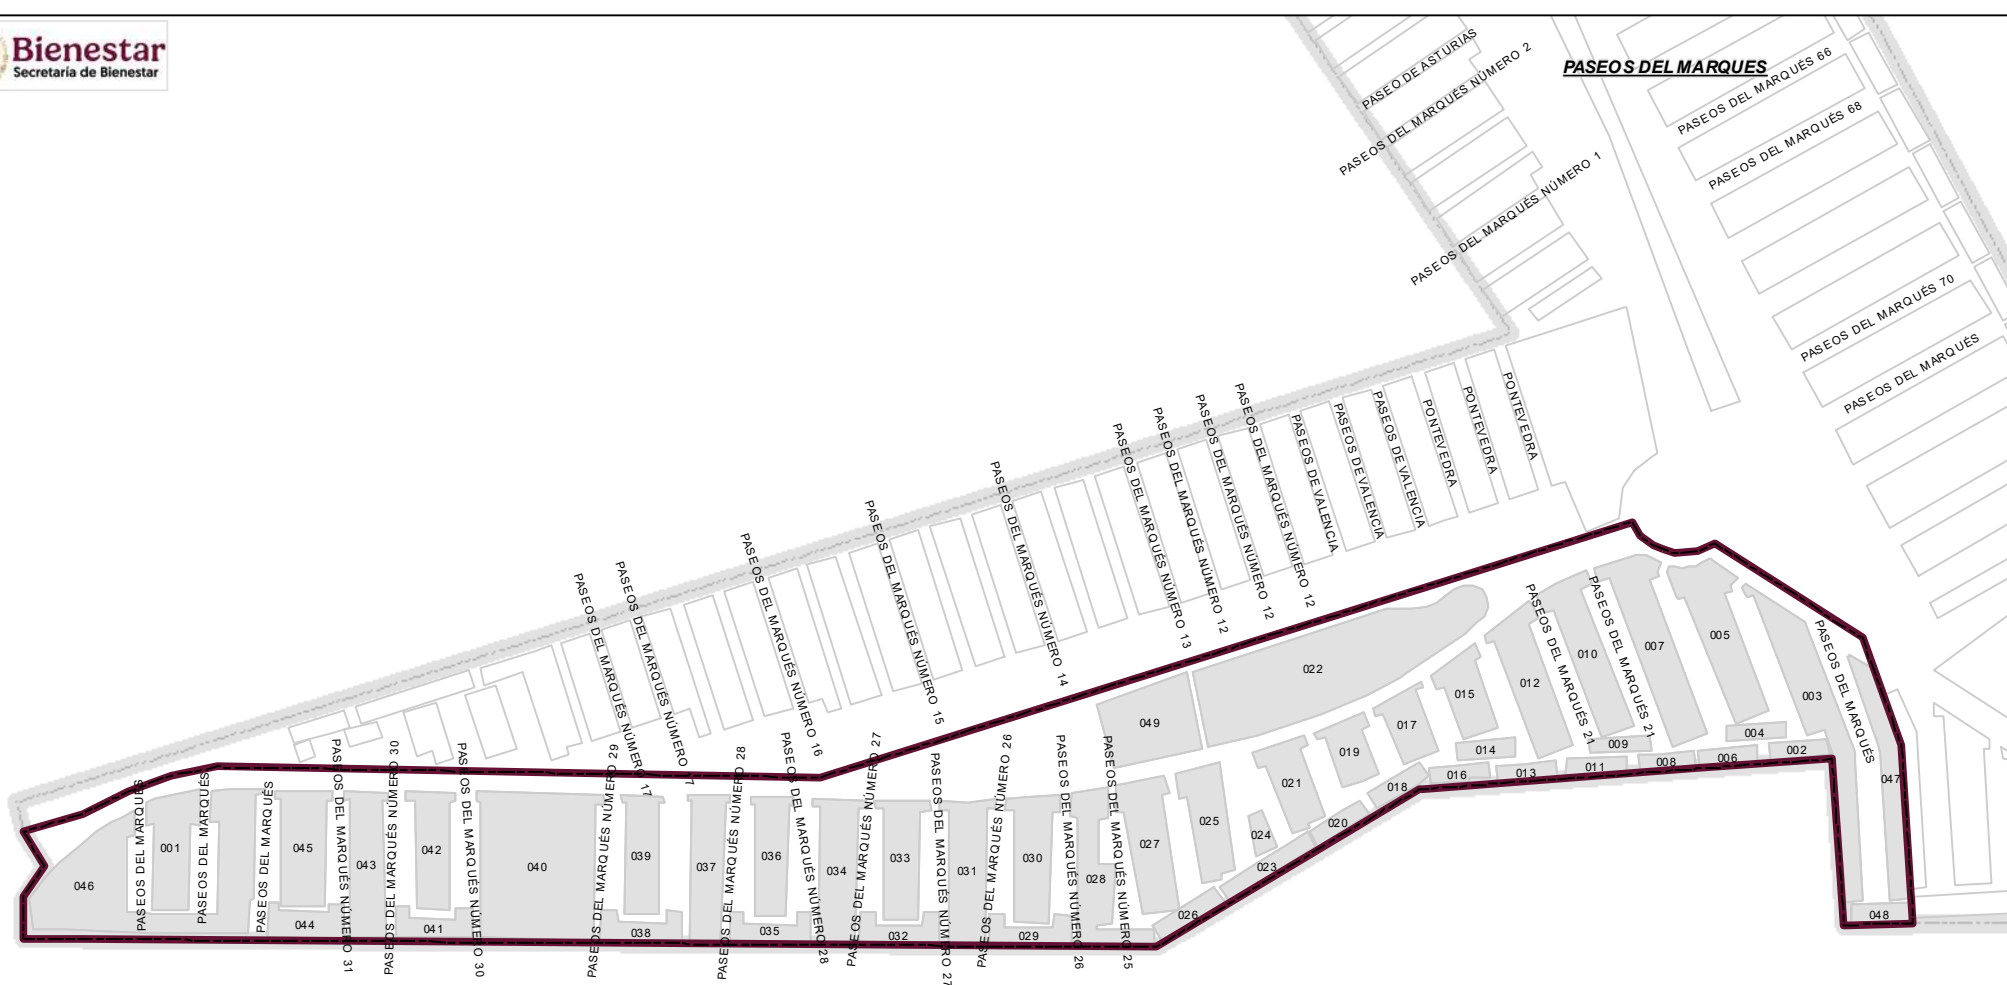 Bienestar
Secretaría de Bienestar
PASEOS DEL MARQUES
PASEO DE ASTURIAS
PASEOS DEL MARQUÉS NÚMERO 2
PASEOS DEL MARQUÉS NÚMERO 1
PASEOS DEL MARQUÉS 66
PASEOS DEL MARQUÉS 68
PASEOS DEL MARQUÉS 70
PASEOS DEL MARQUÉS
PONTEVEDRA
PONTEVEDRA
PONTEVEDRA
PASEOS DE VALENCIA
PASEOS DE VALENCIA
PASEOS DE VALENCIA
PASEOS DEL MARQUÉS NÚMERO 12
PASEOS DEL MARQUÉS NÚMERO 12
PASEOS DEL MARQUÉS NÚMERO 12
PASEOS DEL MARQUÉS NÚMERO 13
PASEOS DEL MARQUÉS NÚMERO 14
PASEOS DEL MARQUÉS NÚMERO 15
PASEOS DEL MARQUÉS NÚMERO 16
PASEOS DEL MARQUÉS NÚMERO 17
PASEOS DEL MARQUÉS NÚMERO 17
PASEOS DEL MARQUÉS NÚMERO 21
PASEOS DEL MARQUÉS NÚMERO 21
PASEOS DEL MARQUÉS
022
049
015
012
010
007
005
003
017
019
021
014
009
004
002
016
013
011
008
006
018
020
024
025
023
026
027
047
048
PASEOS DEL MARQUÉS
PASEOS DEL MARQUÉS
PASEOS DEL MARQUÉS
PASEOS DEL MARQUÉS NÚMERO 31
PASEOS DEL MARQUÉS NÚMERO 30
PASEOS DEL MARQUÉS NÚMERO 30
PASEOS DEL MARQUÉS NÚMERO 29
PASEOS DEL MARQUÉS NÚMERO 28
PASEOS DEL MARQUÉS NÚMERO 28
PASEOS DEL MARQUÉS NÚMERO 27
PASEOS DEL MARQUÉS NÚMERO 27
PASEOS DEL MARQUÉS NÚMERO 26
PASEOS DEL MARQUÉS NÚMERO 26
PASEOS DEL MARQUÉS NÚMERO 25
046
001
045
043
042
040
039
037
036
034
033
031
030
028
044
041
038
035
032
029